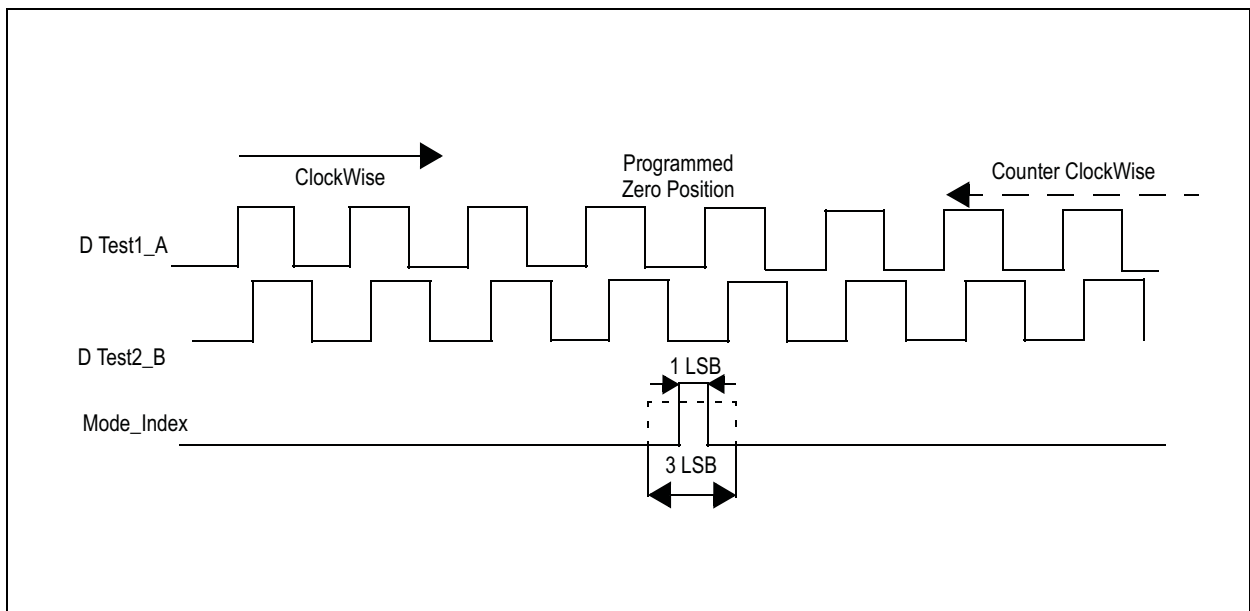 ClockWise
Programmed
Zero Position
Counter ClockWise
D Test1_A
D Test2_B
1 LSB
Mode_Index
3 LSB